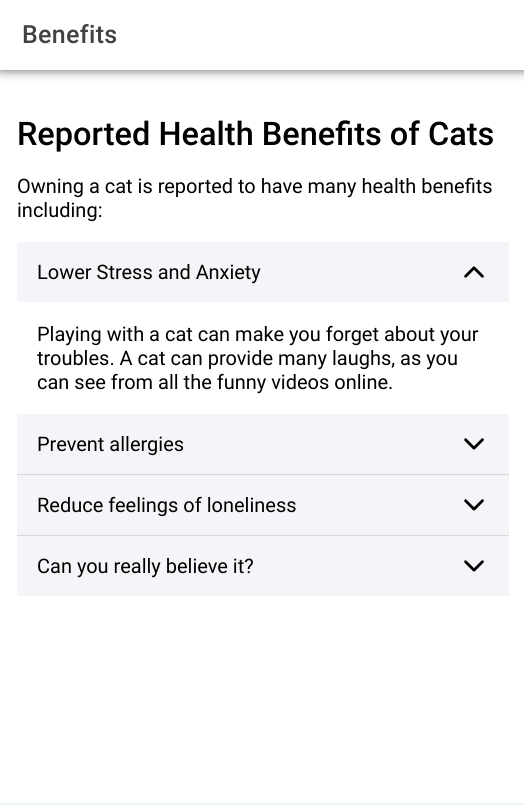 Benefits
Reported Health Benefits of Cats
Owning a cat is reported to have many health benefits
including:
Lower Stress and Anxiety
Playing with a cat can make you forget about your
troubles. A cat can provide many laughs, as you
can see from all the funny videos online.
Prevent allergies
Reduce feelings of loneliness
Can you really believe it?